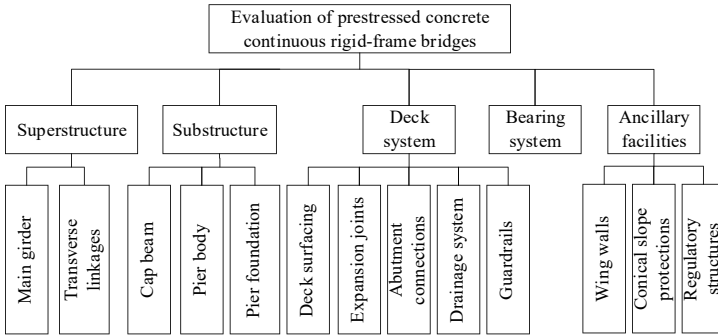 Evaluation of prestressed concrete
continuous rigid-frame bridges
Superstructure
Substructure
Deck
system
Bearing
system
Ancillary
facilities
Main girder
Transverse
linkages
Cap beam
Pier body
Pier foundation
Deck surfacing
Expansion joints
Abutment
connections
Drainage system
Guardrails
Wing walls
Conical slope
protections
Regulatory
structures